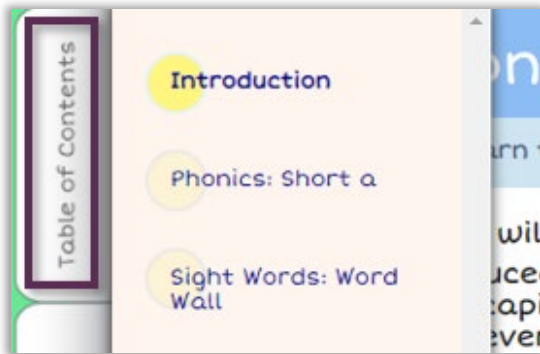 Table of Contents
Introduction
Phonics: Short a
Sight Words: Word
Wall